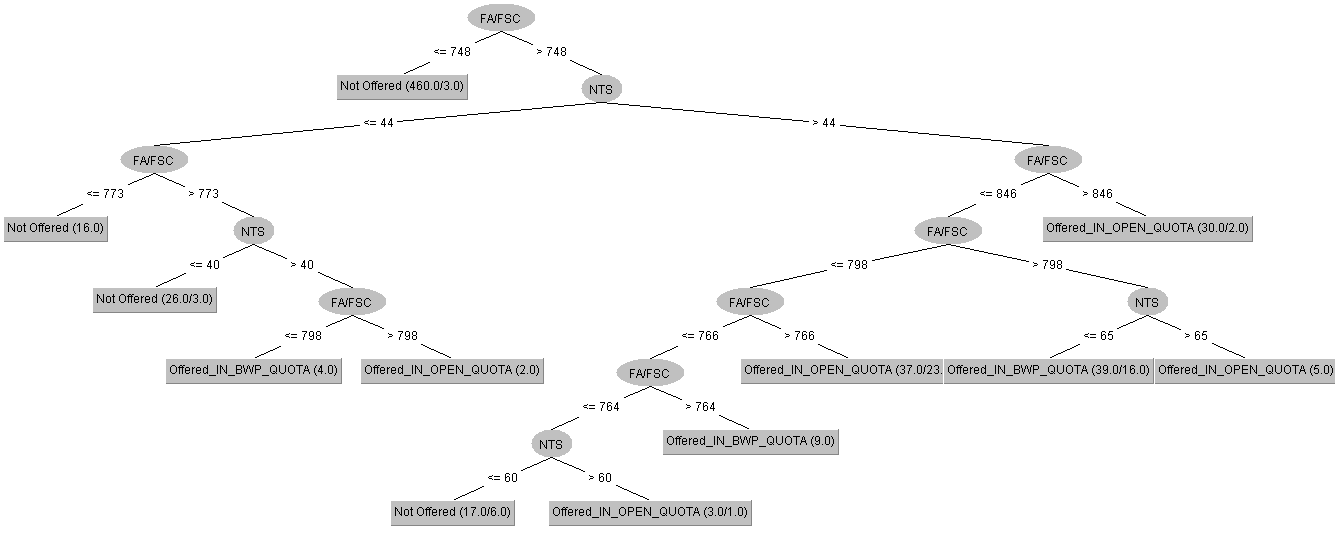 FA/FSC
<= 748
> 748
Not Offered (460.0/3.0)
NTS
<= 44
> 44
FA/FSC
FA/FSC
<= 773
> 773
<= 846
> 846
Not Offered (16.0)
NTS
FA/FSC
Offered_IN_OPEN_QUOTA (30.0/2.0)
<= 40
> 40
<= 798
> 798
Not Offered (26.0/3.0)
FA/FSC
FA/FSC
NTS
<= 798
> 798
<= 766
> 766
<= 65
> 65
Offered_IN_BWP_QUOTA (4.0)
Offered_IN_OPEN_QUOTA (2.0)
FA/FSC
Offered_IN_OPEN_QUOTA (37.0/23.
Offered_IN_BWP_QUOTA (39.0/16.0)
Offered_IN_OPEN_QUOTA (5.0)
<= 764
> 764
NTS
Offered_IN_BWP_QUOTA (9.0)
<= 60
> 60
Not Offered (17.0/6.0)
Offered_IN_OPEN_QUOTA (3.0/1.0)